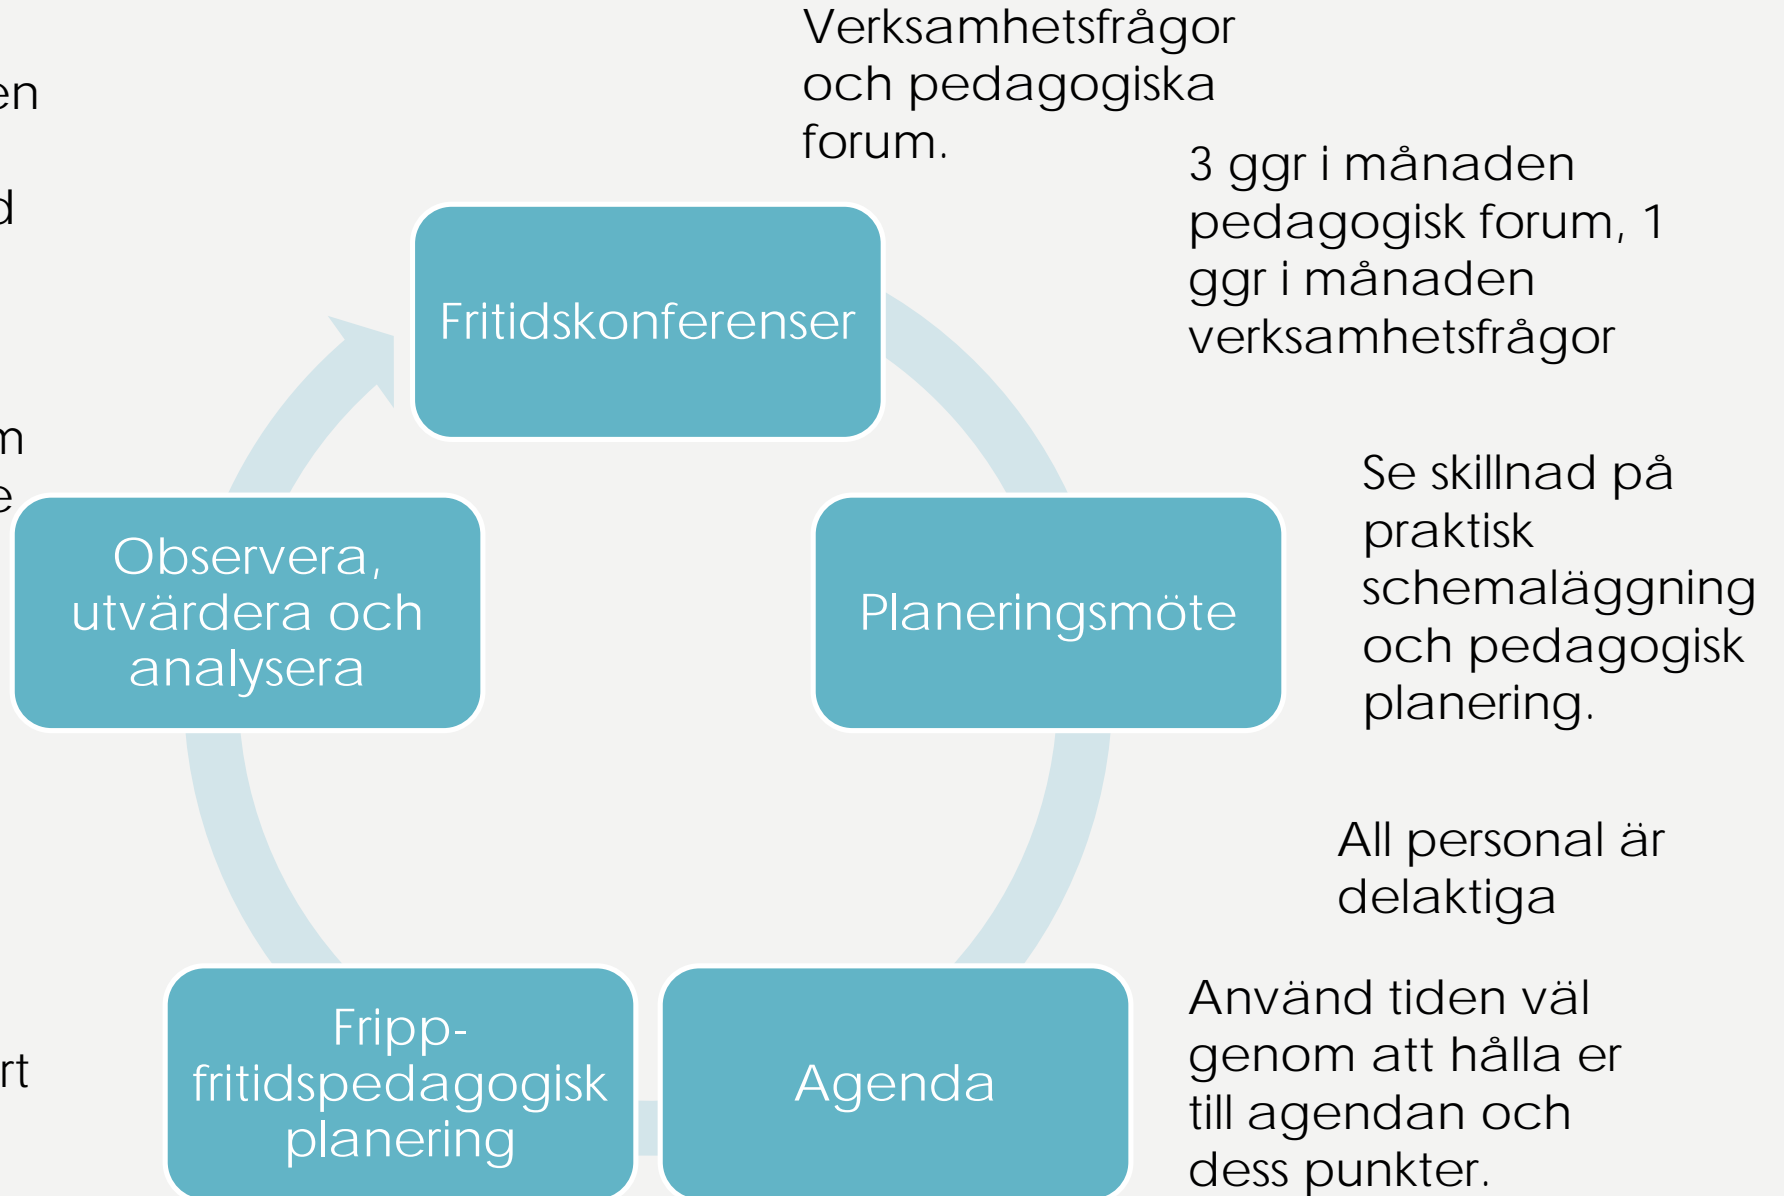 Verksamhetsfrågor
och pedagogiska
forum.
3 ggr i månaden
pedagogisk forum, 1
ggr i månaden
verksamhetsfrågor
Fritidskonferenser
Se skillnad på
praktisk
schemaläggning
och pedagogisk
planering.
Planeringsmöte
Observera,
utvärdera och
analysera
All personal är
delaktiga
Använd tiden väl
genom att hålla er
till agendan och
dess punkter.
Agenda
Fripp-
fritidspedagogisk
planering